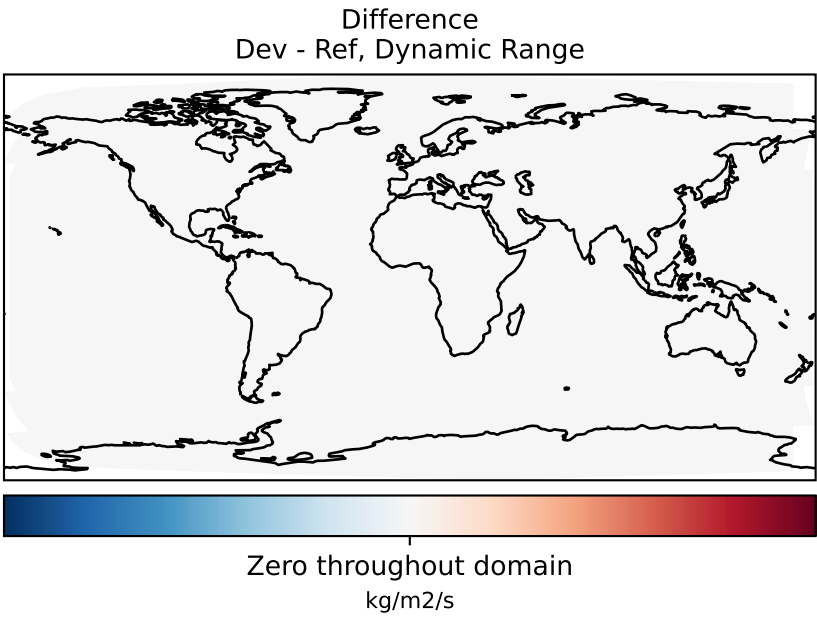 Difference
Dev - Ref, Dynamic Range
Zero throughout domain
kg/m2/s